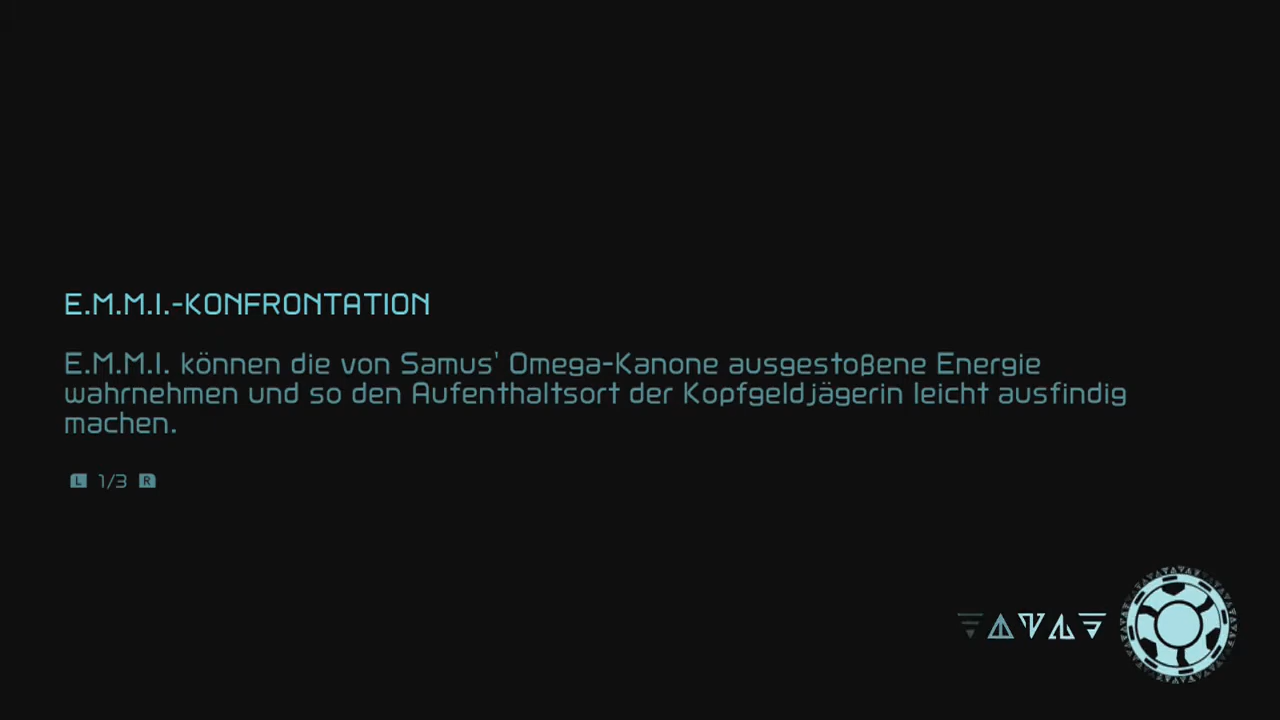 E.M.M.I.-KONFRONTATION
E.M.M.I. können die von Samus' Omega-Kanone ausgestoßene Energie
wahrnehmen und so den Aufenthaltsort der Kopfgeldjägerin leicht ausfindig
machen.
L 1/3 R